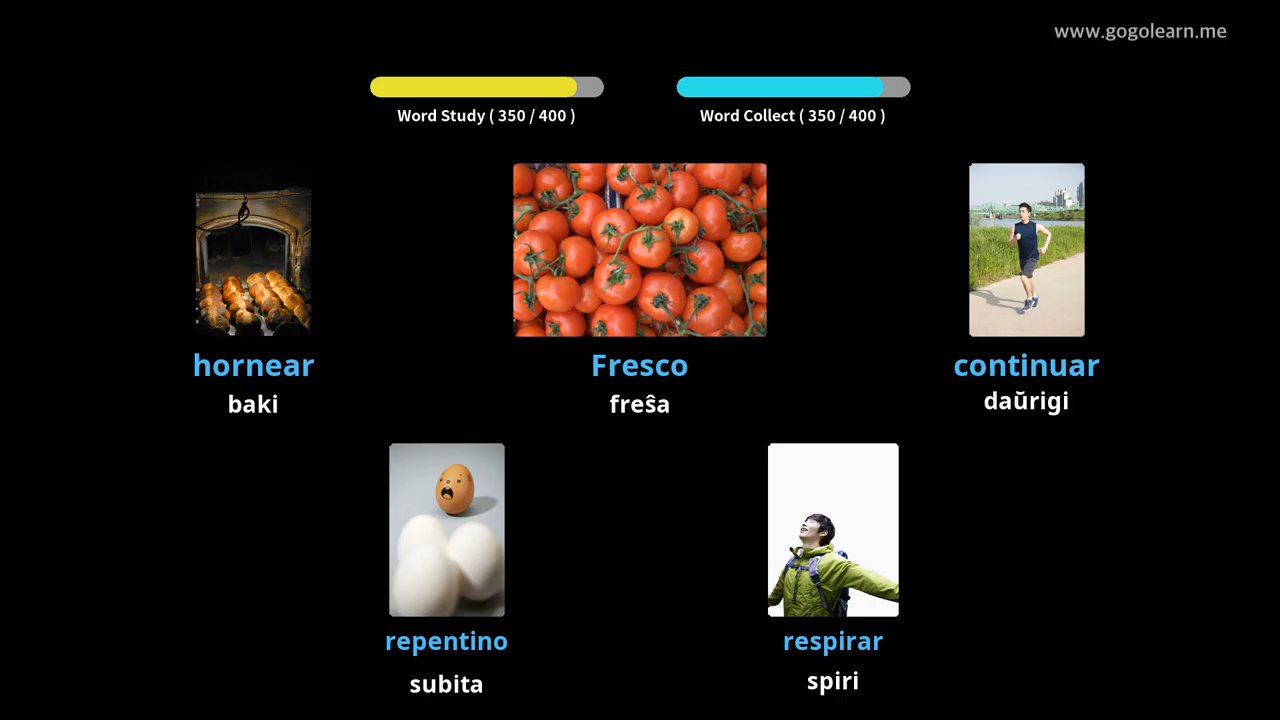 www.gogolearn.me
Word Study ( 350 / 400 )
Word Collect ( 350 / 400 )
hornear
baki
Fresco
freŝa
continuar
daŭrigi
repentino
subita
respirar
spiri